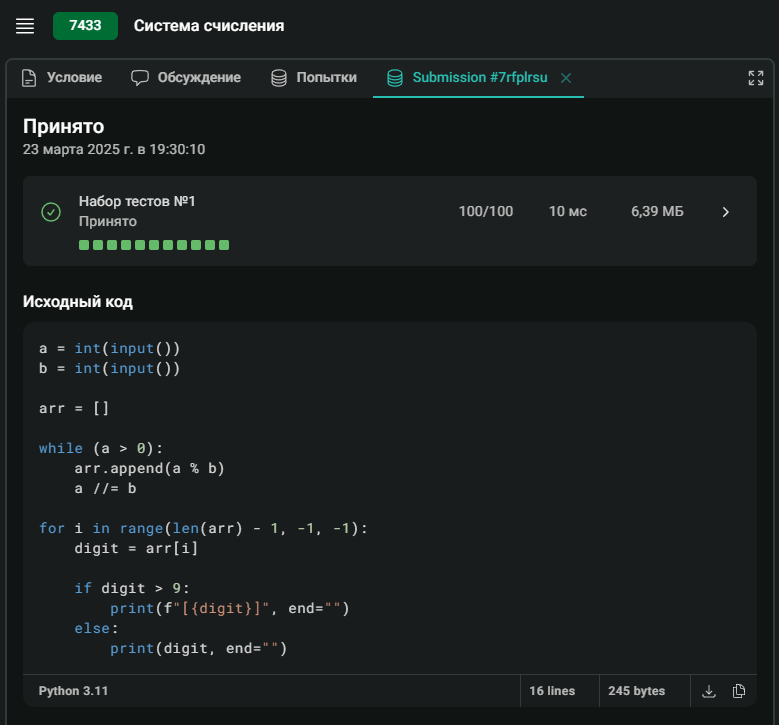 7433 Система счисления
Условие Обсуждение Попытки Submission #7rfplrsu
Принято
23 марта 2025 г. в 19:30:10
Набор тестов №1
Принято
100/100 10 мс 6,39 МБ
Исходный код
a = int(input())
b = int(input())
arr = []
while (a > 0):
    arr.append(a % b)
    a //= b
for i in range(len(arr) - 1, -1, -1):
    digit = arr[i]
    if digit > 9:
        print(f"[{digit}]", end="")
    else:
        print(digit, end="")
Python 3.11 16 lines 245 bytes